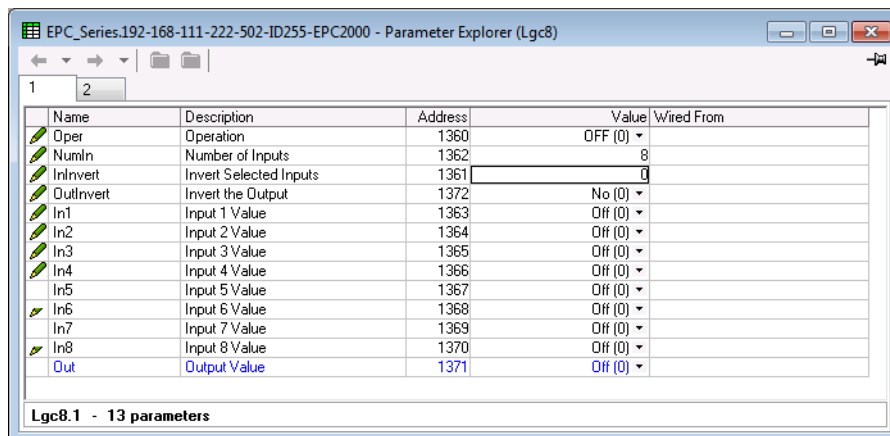 EPC_Series.192-168-111-222-502-ID255-EPC2000 - Parameter Explorer (Lgc8)
1 2
Name Description Address Value Wired From
Oper Operation 1360 OFF (0)
NumIn Number of Inputs 1362 8
InInvert Invert Selected Inputs 1361 0
OutInvert Invert the Output 1372 No (0)
In1 Input 1 Value 1363 Off (0)
In2 Input 2 Value 1364 Off (0)
In3 Input 3 Value 1365 Off (0)
In4 Input 4 Value 1366 Off (0)
In5 Input 5 Value 1367 Off (0)
In6 Input 6 Value 1368 Off (0)
In7 Input 7 Value 1369 Off (0)
In8 Input 8 Value 1370 Off (0)
Out Output Value 1371 Off (0)
Lgc8.1 - 13 parameters